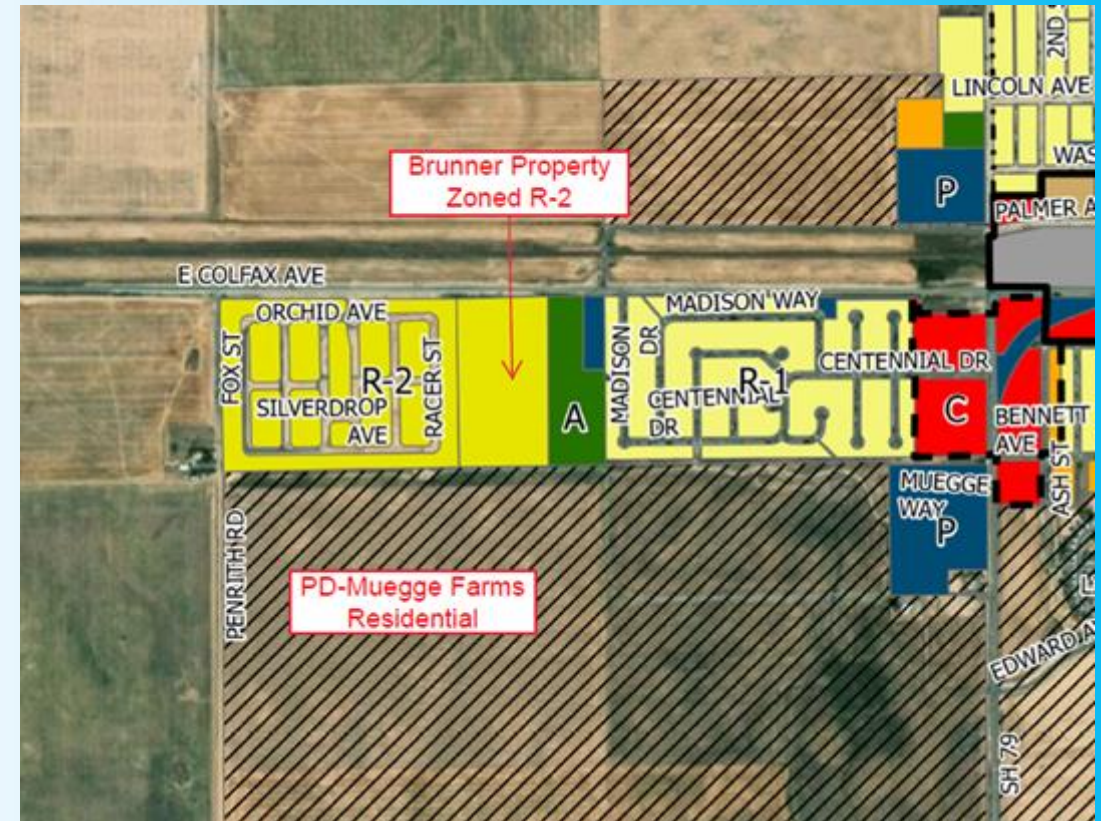 2ND S
LINCOLN AVE
WAS
Brunner Property
Zoned R-2
P
PALMER A
E COLFAX AVE
ORCHID AVE
MADISON WAY
FOX ST
R-2
RACER ST
SILVERDROP
AVE
A
MADISON
DR
R-1
CENTENNIAL
DR
CENTENNIAL DR
C
BENNETT
AVE
ASH ST
MUEGGE
WAY
P
PENRITH RD
PD-Muegge Farms
Residential
EDWARD A
SH 79